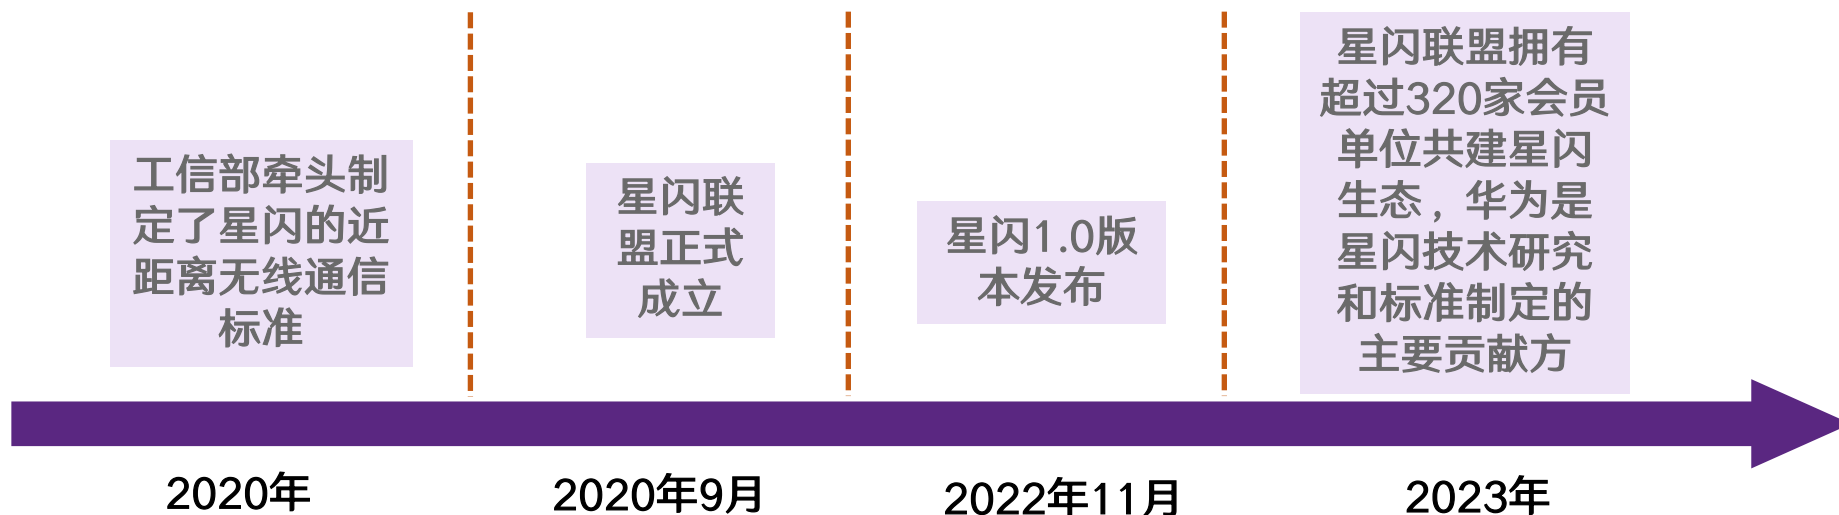 工信部牵头制
定了星闪的近
距离无线通信
标准
星闪联
盟正式
成立
星闪1.0版
本发布
星闪联盟拥有
超过320家会员
单位共建星闪
生态，华为是
星闪技术研究
和标准制定的
主要贡献方
2020年
2020年9月
2022年11月
2023年